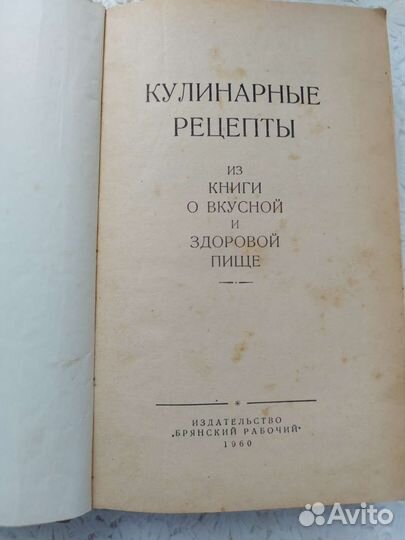 КУЛИНАРНЫЕ
РЕЦЕПТЫ
ИЗ
КНИГИ
О ВКУСНОЙ
И
ЗДОРОВОЙ
ПИЩЕ
ИЗДАТЕЛЬСТВО
„БРЯНСКИЙ РАБОЧИЙ“
1960
Avito